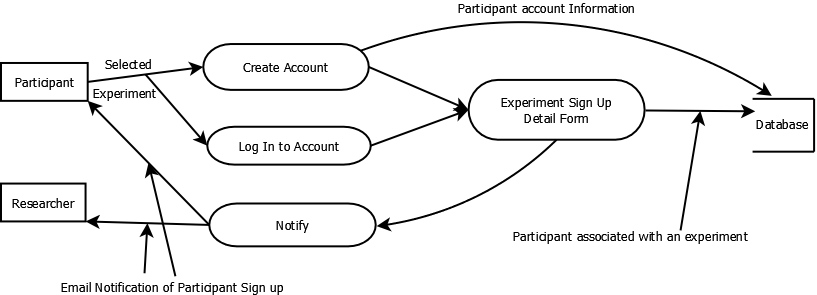 Participant account Information
Selected
Create Account
Participant
Experiment
Experiment Sign Up
Detail Form
Database
Log In to Account
Researcher
Notify
Participant associated with an experiment
Email Notification of Participant Sign up